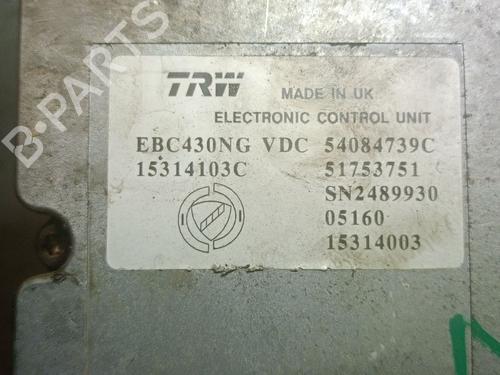 B-PARTS
TRW MADE IN UK
ELECTRONIC CONTROL UNIT
EBC430NG VDC 54084739C
15314103C 51753751
SN2489930
05160
15314003